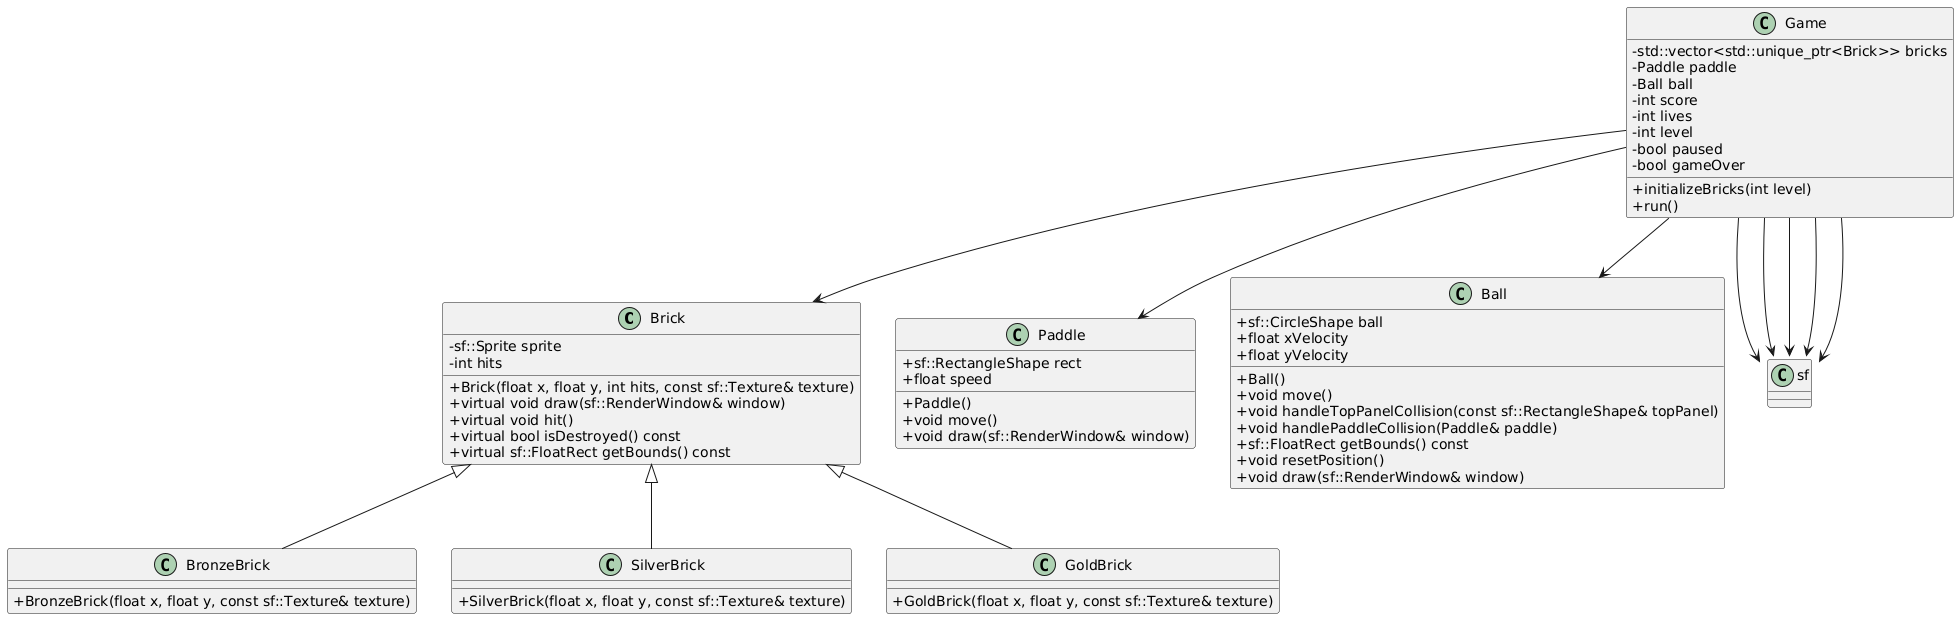 C Game
-std::vector<std::unique_ptr<Brick>> bricks
-Paddle paddle
-Ball ball
-int score
-int lives
-int level
-bool paused
-bool gameOver
+initializeBricks(int level)
+run()
C Brick
-sf::Sprite sprite
-int hits
+Brick(float x, float y, int hits, const sf::Texture& texture)
+virtual void draw(sf::RenderWindow& window)
+virtual void hit()
+virtual bool isDestroyed() const
+virtual sf::FloatRect getBounds() const
C Paddle
+sf::RectangleShape rect
+float speed
+Paddle()
+void move()
+void draw(sf::RenderWindow& window)
C Ball
+sf::CircleShape ball
+float xVelocity
+float yVelocity
+Ball()
+void move()
+void handleTopPanelCollision(const sf::RectangleShape& topPanel)
+void handlePaddleCollision(Paddle& paddle)
+sf::FloatRect getBounds() const
+void resetPosition()
+void draw(sf::RenderWindow& window)
C sf
C BronzeBrick
+BronzeBrick(float x, float y, const sf::Texture& texture)
C SilverBrick
+SilverBrick(float x, float y, const sf::Texture& texture)
C GoldBrick
+GoldBrick(float x, float y, const sf::Texture& texture)